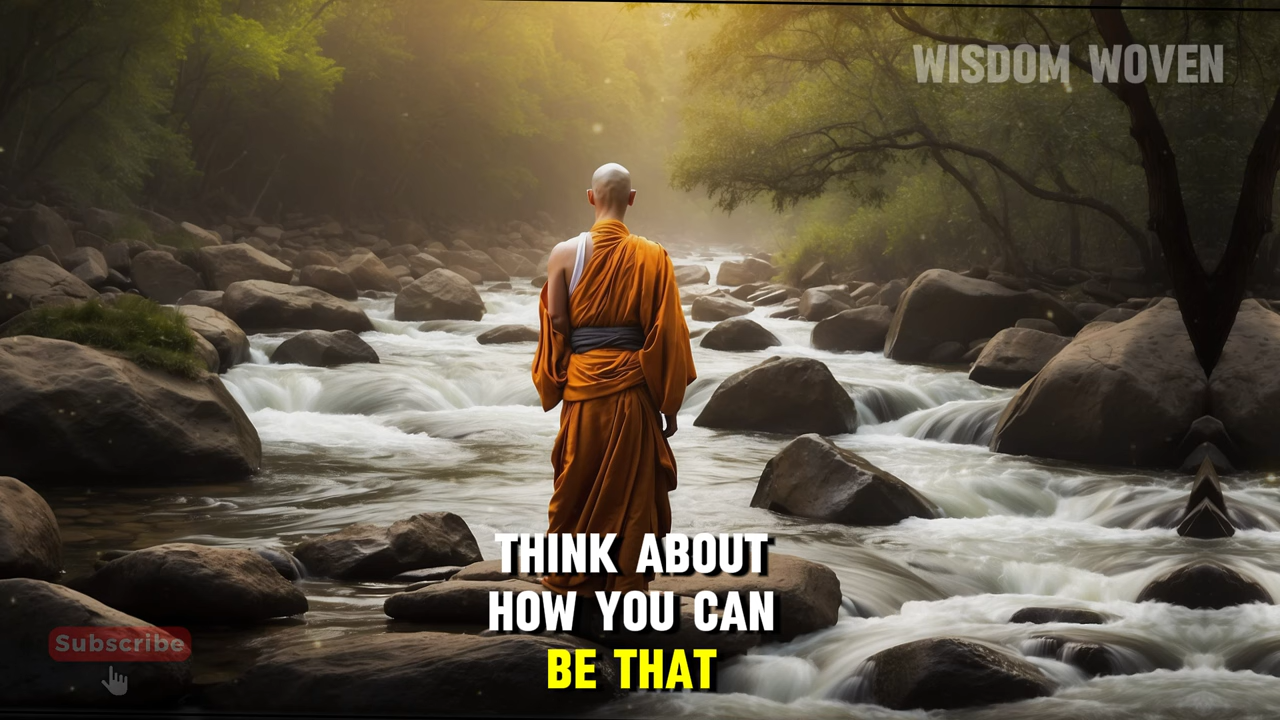 WISDOM WOVEN
THINK ABOUT
HOW YOU CAN
BE THAT
Subscribe